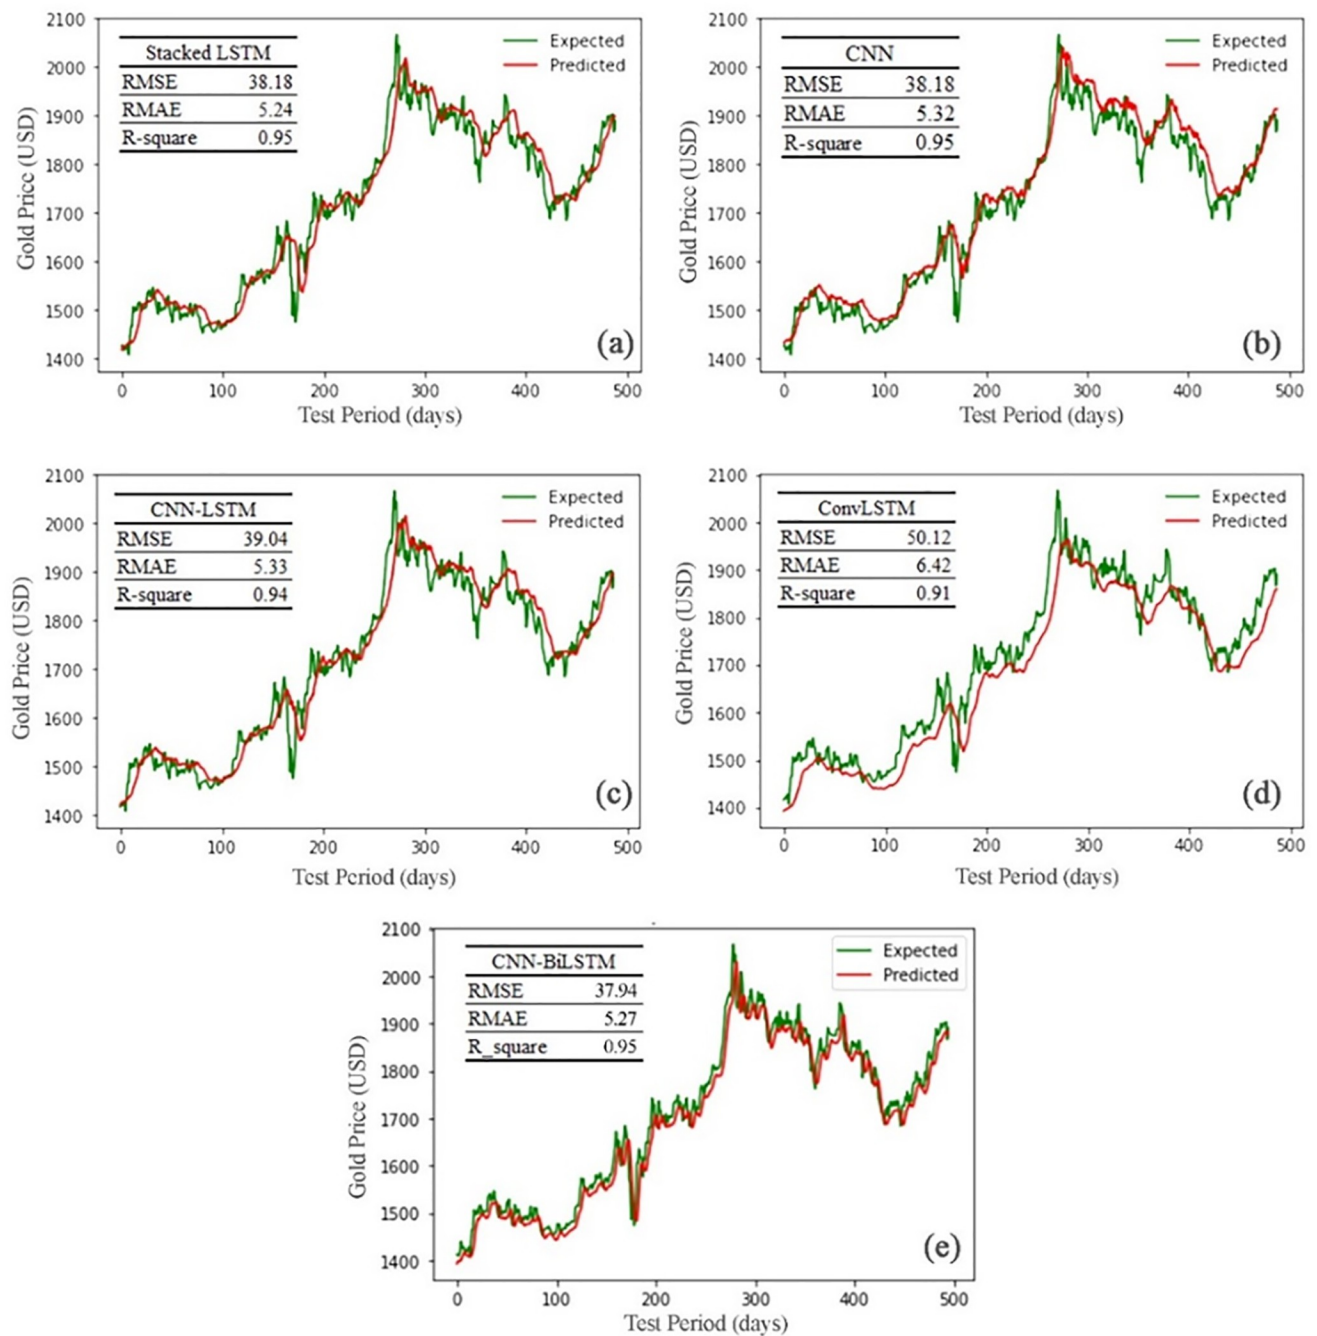 Stacked LSTM
RMSE 38.18
RMAE 5.24
R-square 0.95
Expected
Predicted
2100
2000
1900
1800
1700
1600
1500
1400
Gold Price (USD)
0 100 200 300 400 500
Test Period (days)
(a)
CNN
RMSE 38.18
RMAE 5.32
R-square 0.95
Expected
Predicted
2100
2000
1900
1800
1700
1600
1500
1400
Gold Price (USD)
0 100 200 300 400 500
Test Period (days)
(b)
CNN-LSTM
RMSE 39.04
RMAE 5.33
R-square 0.94
Expected
Predicted
2100
2000
1900
1800
1700
1600
1500
1400
Gold Price (USD)
0 100 200 300 400 500
Test Period (days)
(c)
ConvLSTM
RMSE 50.12
RMAE 6.42
R-square 0.91
Expected
Predicted
2100
2000
1900
1800
1700
1600
1500
1400
Gold Price (USD)
0 100 200 300 400 500
Test Period (days)
(d)
CNN-BiLSTM
RMSE 37.94
RMAE 5.27
R_square 0.95
Expected
Predicted
2100
2000
1900
1800
1700
1600
1500
1400
Gold Price (USD)
0 100 200 300 400 500
Test Period (days)
(e)